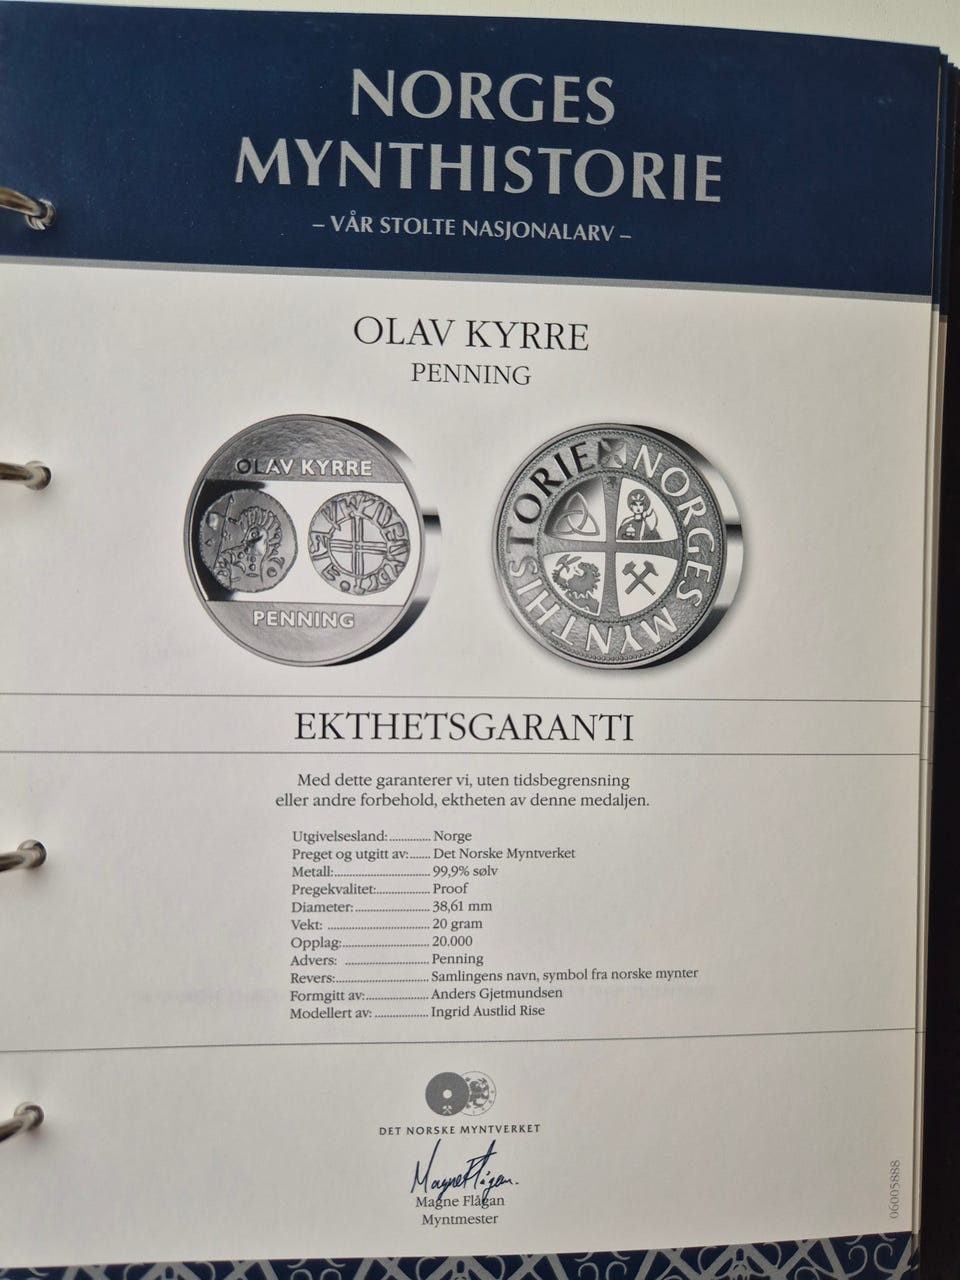 NORGES
MYNTHISTORIE
– VÅR STOLTE NASJONALARV –
OLAV KYRRE
PENNING
OLAV KYRRE
PENNING
NORGES MYNTHISTORIE
EKTHETSGARANTI
Med dette garanterer vi, uten tidsbegrensning
eller andre forbehold, ektheten av denne medaljen.
Utgivelsesland:.............. Norge
Preget og utgitt av:....... Det Norske Myntverket
Metall:................................ 99,9% sølv
Pregekvalitet:.................. Proof
Diameter:......................... 38,61 mm
Vekt: .................................. 20 gram
Opplag:............................. 20.000
Advers: ............................ Penning
Revers:............................... Samlingens navn, symbol fra norske mynter
Formgitt av:..................... Anders Gjetmundsen
Modellert av: .................. Ingrid Austlid Rise
DET NORSKE MYNTVERKET
Magne Flågan.
Magne Flågan
Myntmester
06005888